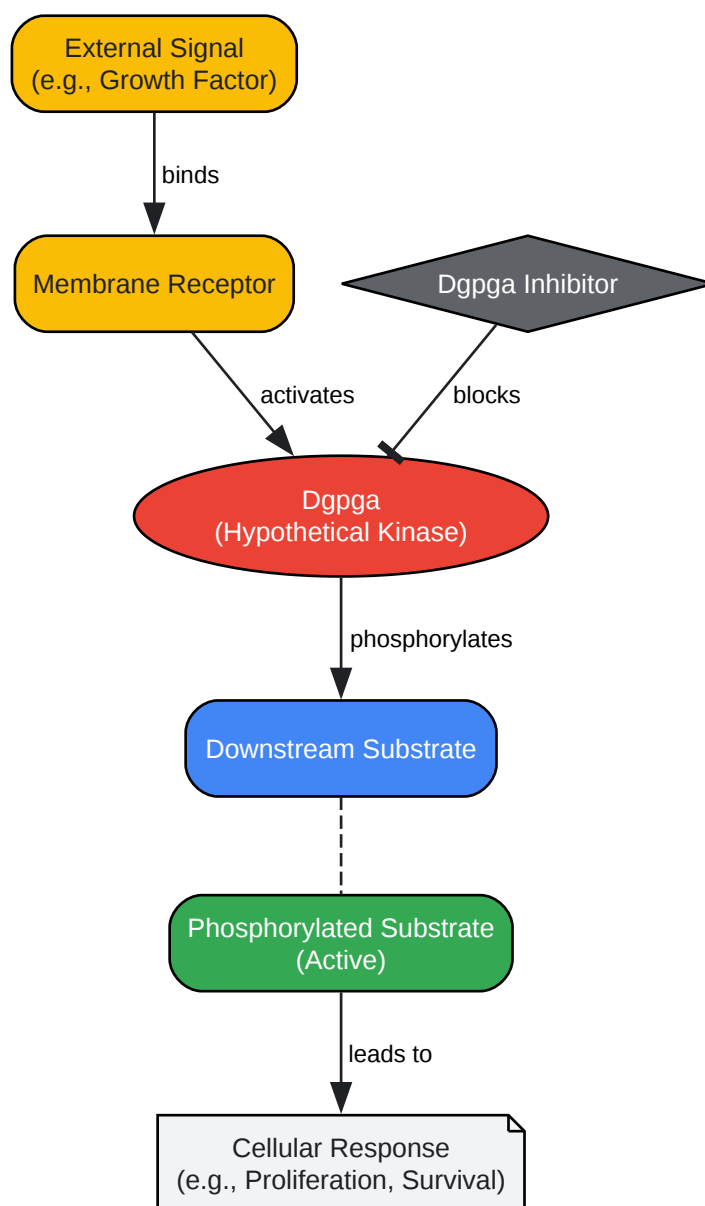 External Signal
(e.g., Growth Factor)
binds
Membrane Receptor
Dgpga Inhibitor
activates
blocks
Dgpga
(Hypothetical Kinase)
phosphorylates
Downstream Substrate
Phosphorylated Substrate
(Active)
leads to
Cellular Response
(e.g., Proliferation, Survival)